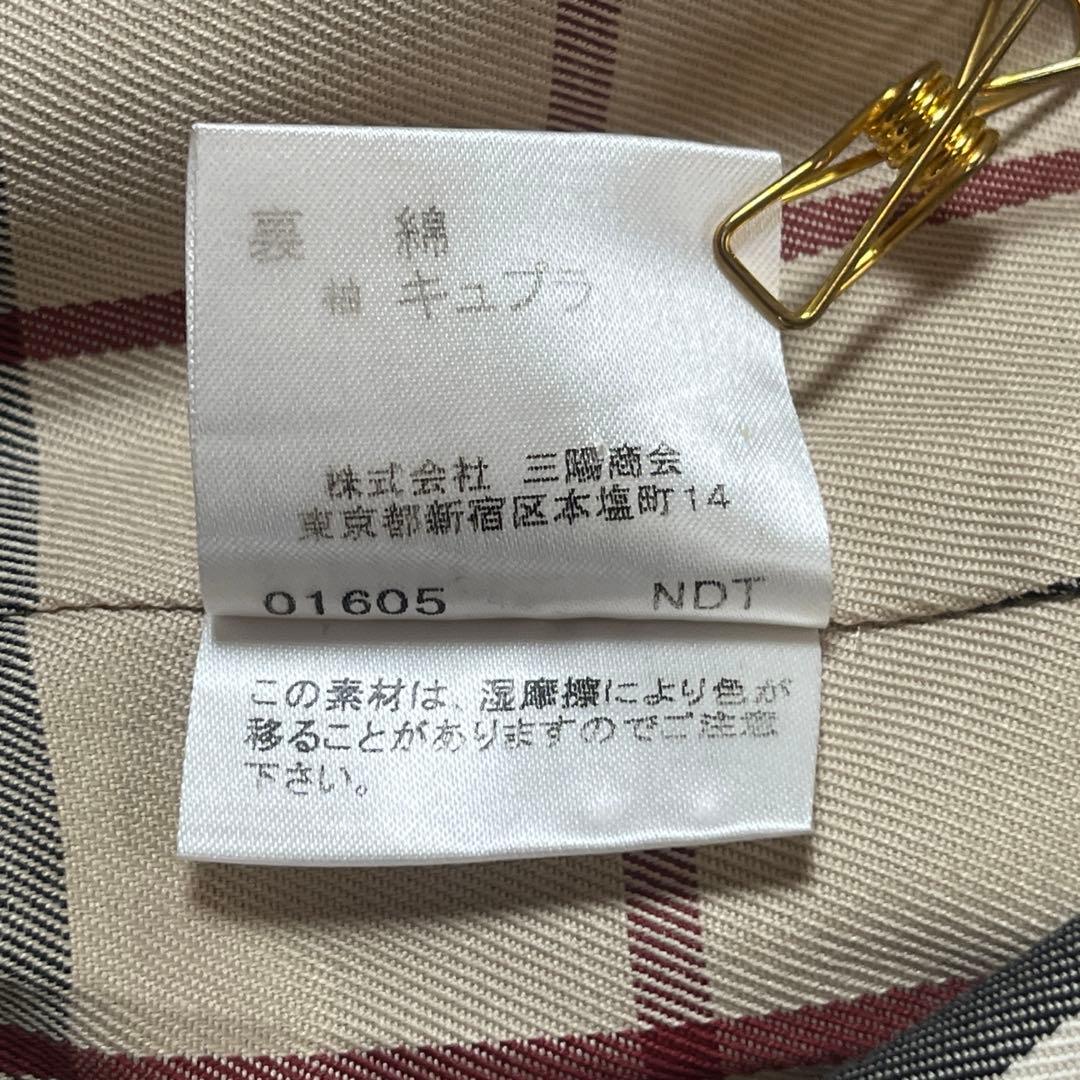 裏 綿
袖 キュプラ
株式会社 三陽商会
東京都新宿区本塩町14
01605 NDT
この素材は、湿摩擦により色が
移ることがありますのでご注意
下さい。